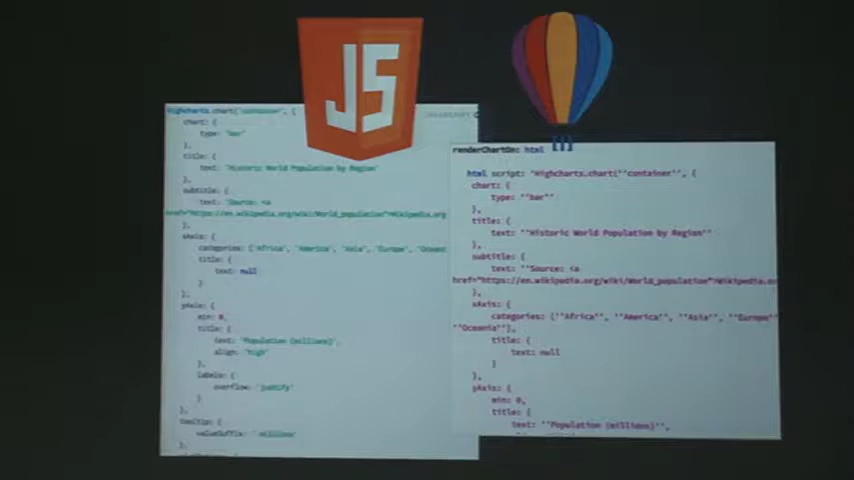 JS
Highcharts.chart('container', {
chart: {
type: 'bar'
},
title: {
text: 'Historic World Population by Region'
},
subtitle: {
text: 'Source: <a
href="https://en.wikipedia.org/wiki/World_population">Wikipedia.org
},
xAxis: {
categories: ['Africa', 'America', 'Asia', 'Europe', 'Oceani
title: {
text: null
}
},
yAxis: {
min: 0,
title: {
text: 'Population (millions)',
align: 'high'
},
labels: {
overflow: 'justify'
}
},
tooltip: {
valueSuffix: ' millions'
},
renderChartOn: html
html script: 'Highcharts.chart(''container'', {
chart: {
type: ''bar''
},
title: {
text: ''Historic World Population by Region''
},
subtitle: {
text: ''Source: <a
href="https://en.wikipedia.org/wiki/World_population">Wikipedia.or
},
xAxis: {
categories: [''Africa'', ''America'', ''Asia'', ''Europe''
''Oceania''],
title: {
text: null
}
},
yAxis: {
min: 0,
title: {
text: ''Population (millions)'',